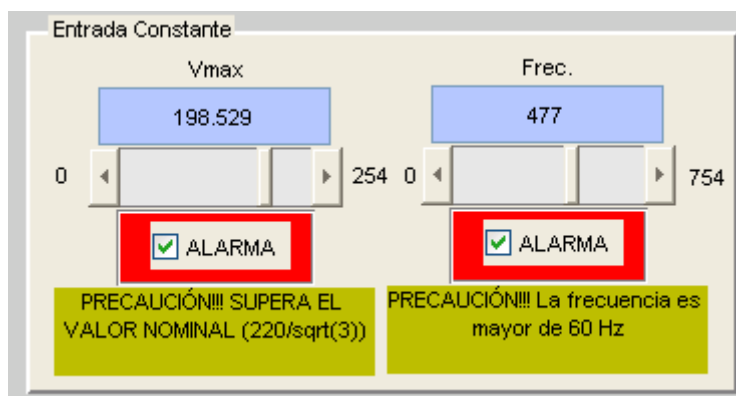 Entrada Constante
Vmax
Frec.
198.529
477
0
254
0
754
ALARMA
ALARMA
PRECAUCIÓN!!! SUPERA EL
VALOR NOMINAL (220/sqrt(3))
PRECAUCIÓN!!! La frecuencia es
mayor de 60 Hz